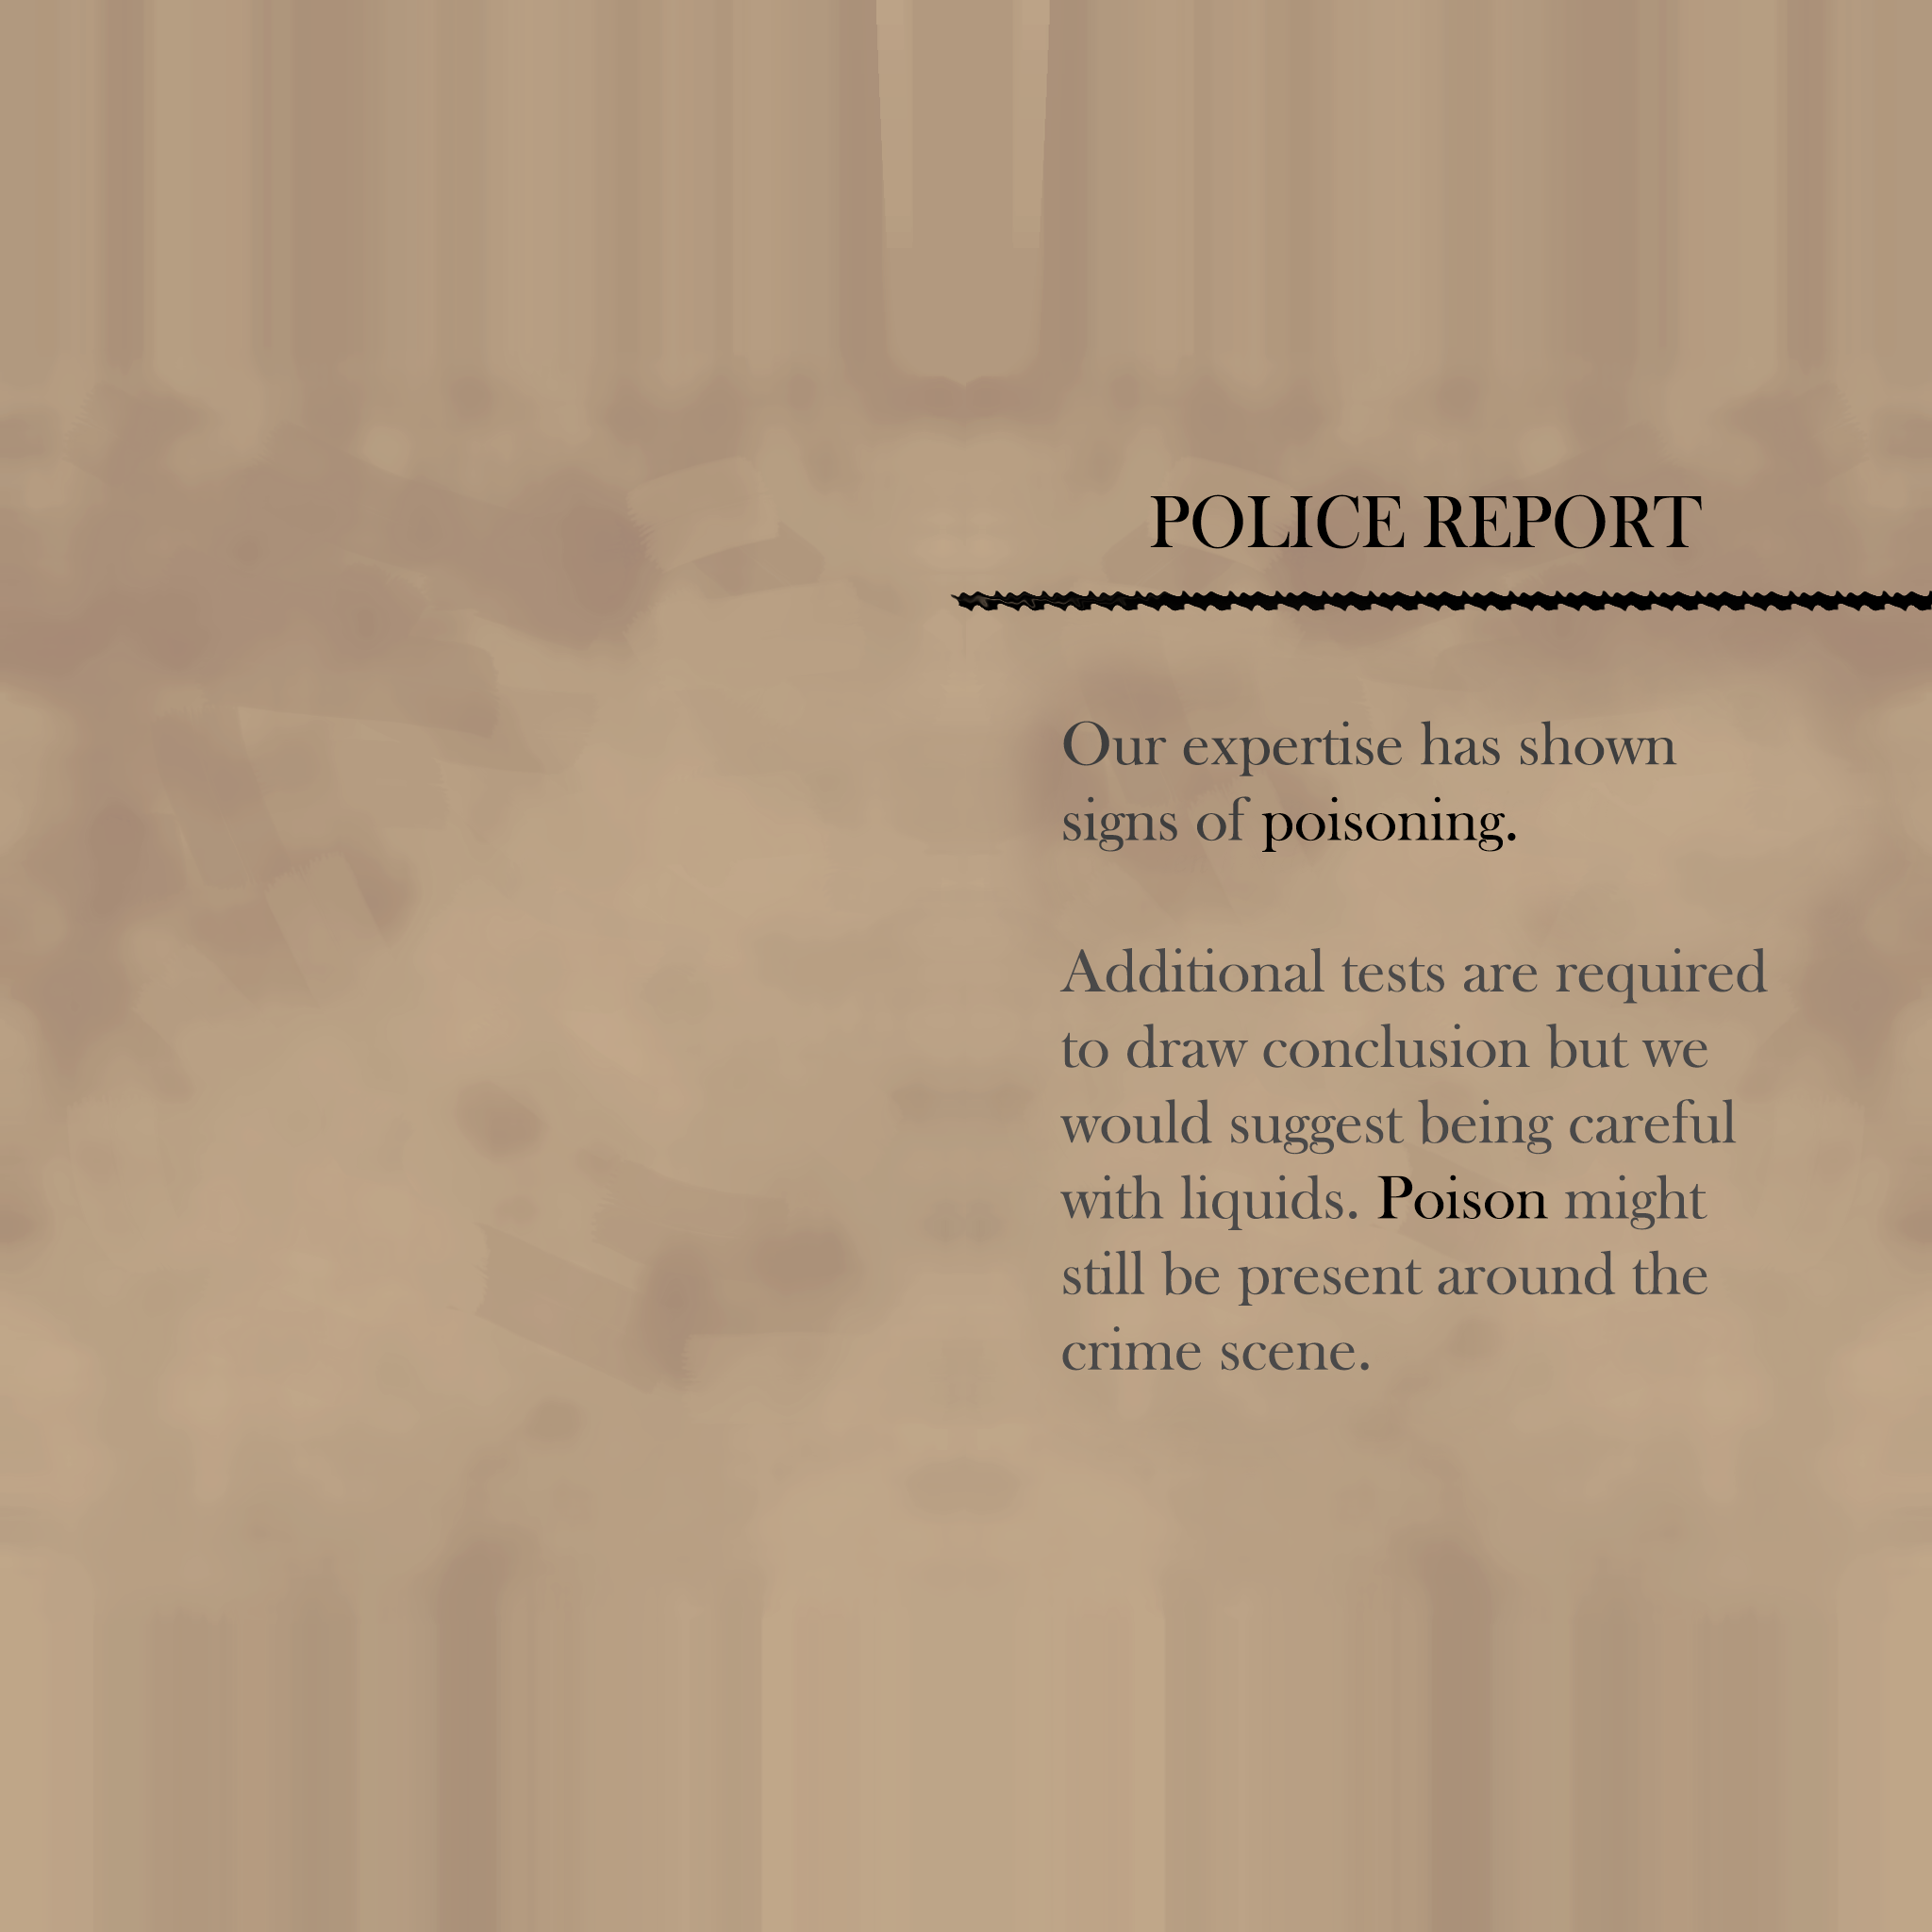 POLICE REPORT
Our expertise has shown
signs of poisoning.
Additional tests are required
to draw conclusion but we
would suggest being careful
with liquids. Poison might
still be present around the
crime scene.